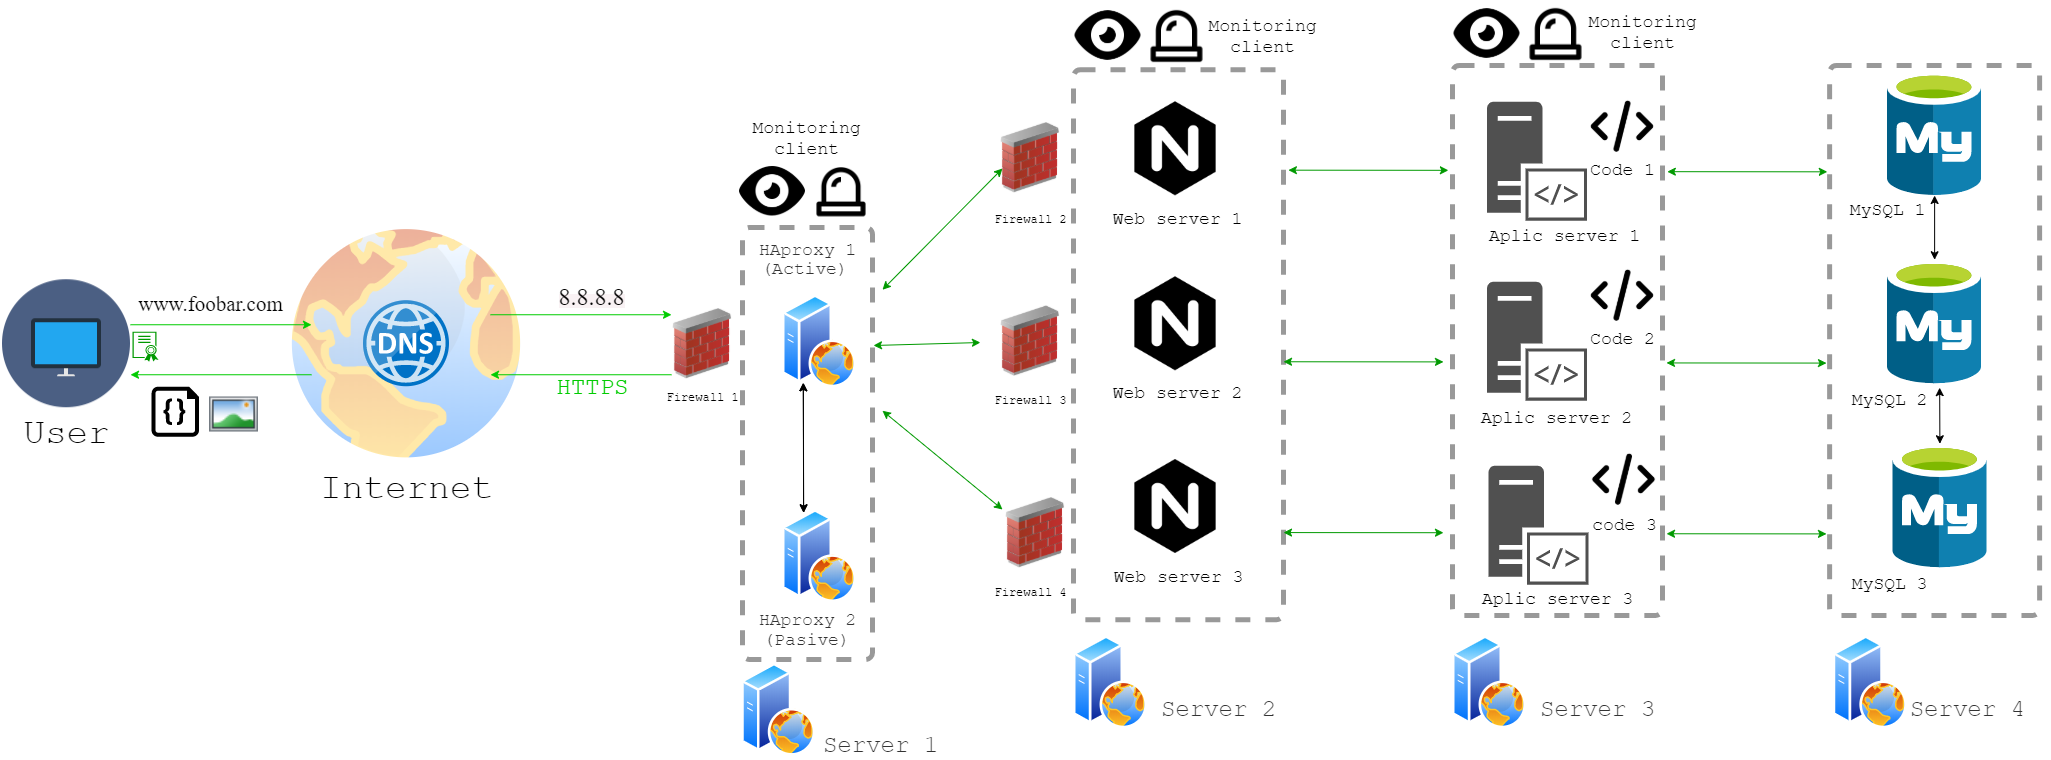 www.foobar.com
User
DNS
Internet
8.8.8.8
HTTPS
Firewall 1
Monitoring
client
HAproxy 1
(Active)
HAproxy 2
(Pasive)
Server 1
Firewall 2
Firewall 3
Firewall 4
Monitoring
client
N
Web server 1
N
Web server 2
N
Web server 3
Server 2
Monitoring
client
</>
Code 1
</>
Aplic server 1
</>
Code 2
</>
Aplic server 2
</>
code 3
</>
Aplic server 3
Server 3
My
MySQL 1
My
MySQL 2
My
MySQL 3
Server 4
{}